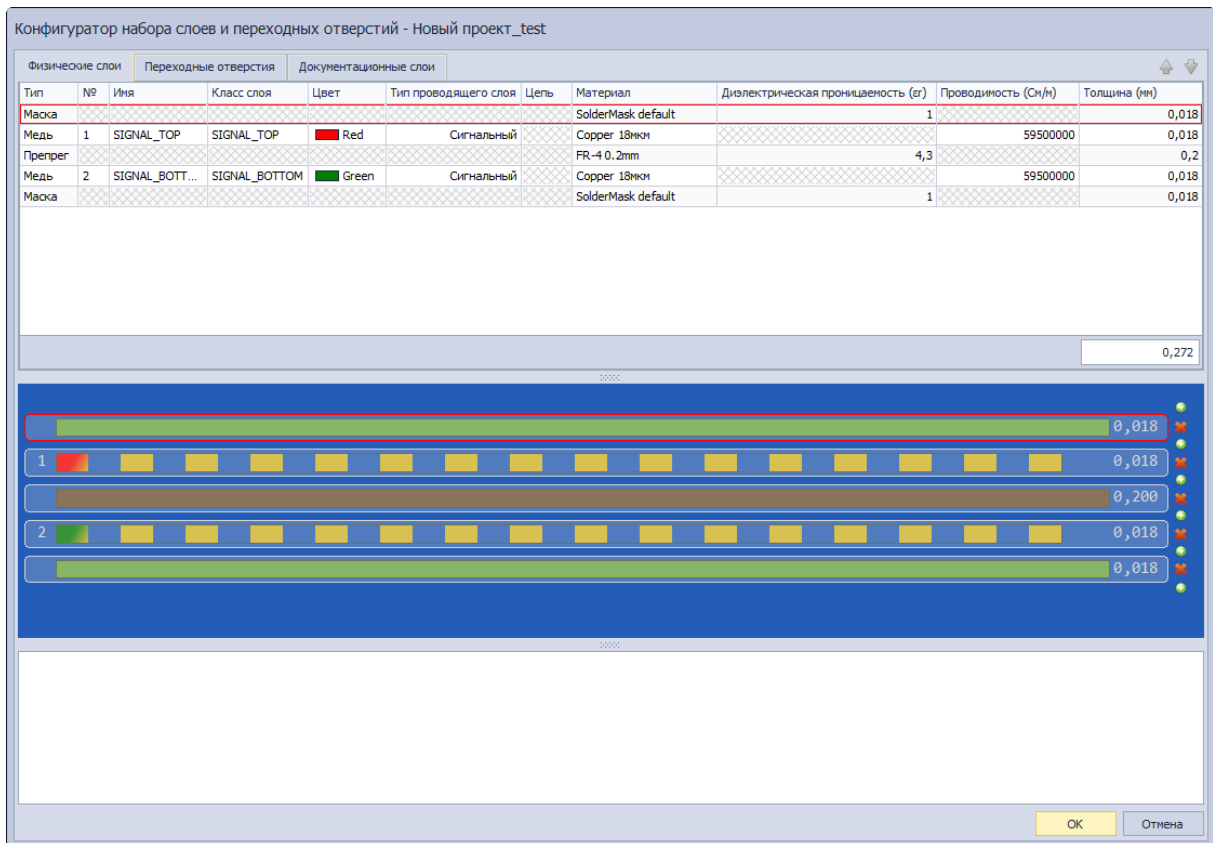 Конфигуратор набора слоев и переходных отверстий - Новый проект_test
Физические слои Переходные отверстия Документационные слои
Тип № Имя Класс слоя Цвет Тип проводящего слоя Цепь Материал Диэлектрическая проницаемость (εr) Проводимость (См/м) Толщина (мм)
Маска SolderMask default 1 0,018
Медь 1 SIGNAL_TOP SIGNAL_TOP Red Сигнальный Copper 18мкм 59500000 0,018
Препрег FR-4 0.2mm 4,3 0,2
Медь 2 SIGNAL_BOTT... SIGNAL_BOTTOM Green Сигнальный Copper 18мкм 59500000 0,018
Маска SolderMask default 1 0,018
0,272
0,018
1 0,018
0,200
2 0,018
0,018
OK Отмена